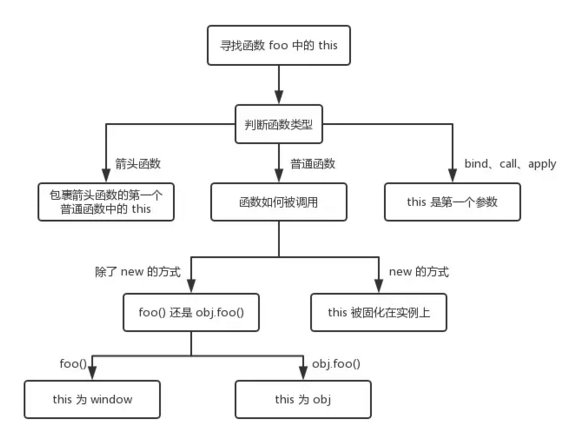 寻找函数 foo 中的 this
判断函数类型
箭头函数
普通函数
bind、call、apply
包裹箭头函数的第一个
普通函数中的 this
函数如何被调用
this 是第一个参数
除了 new 的方式
new 的方式
foo() 还是 obj.foo()
this 被固化在实例上
foo()
obj.foo()
this 为 window
this 为 obj